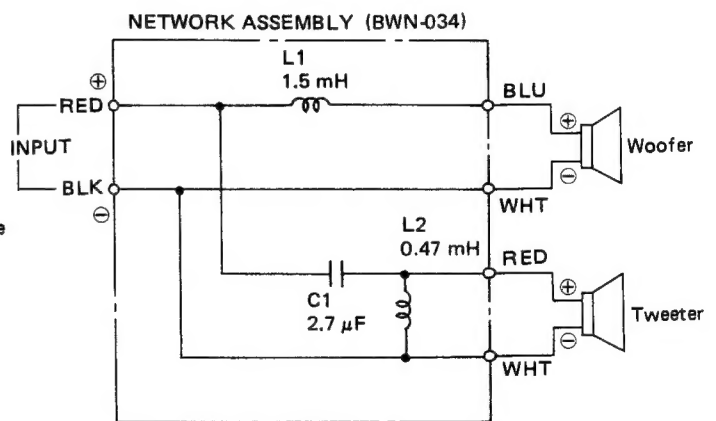 NETWORK ASSEMBLY (BWN-034)
L1
1.5 mH
⊕
RED
BLU
⊕
INPUT
Woofer
BLK
⊖
⊖
WHT
e
L2
0.47 mH
RED
⊕
C1
2.7 μF
Tweeter
⊖
WHT